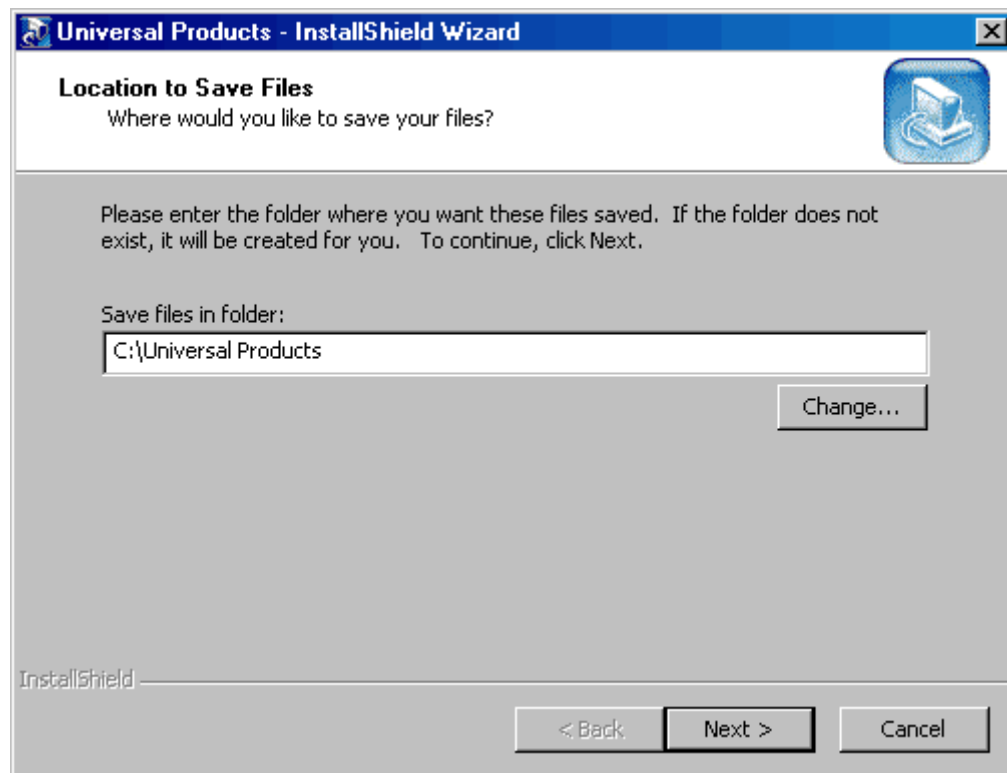 Universal Products - InstallShield Wizard
Location to Save Files
Where would you like to save your files?
Please enter the folder where you want these files saved.  If the folder does not
exist, it will be created for you.   To continue, click Next.
Save files in folder:
C:\Universal Products
Change...
InstallShield
< Back
Next >
Cancel